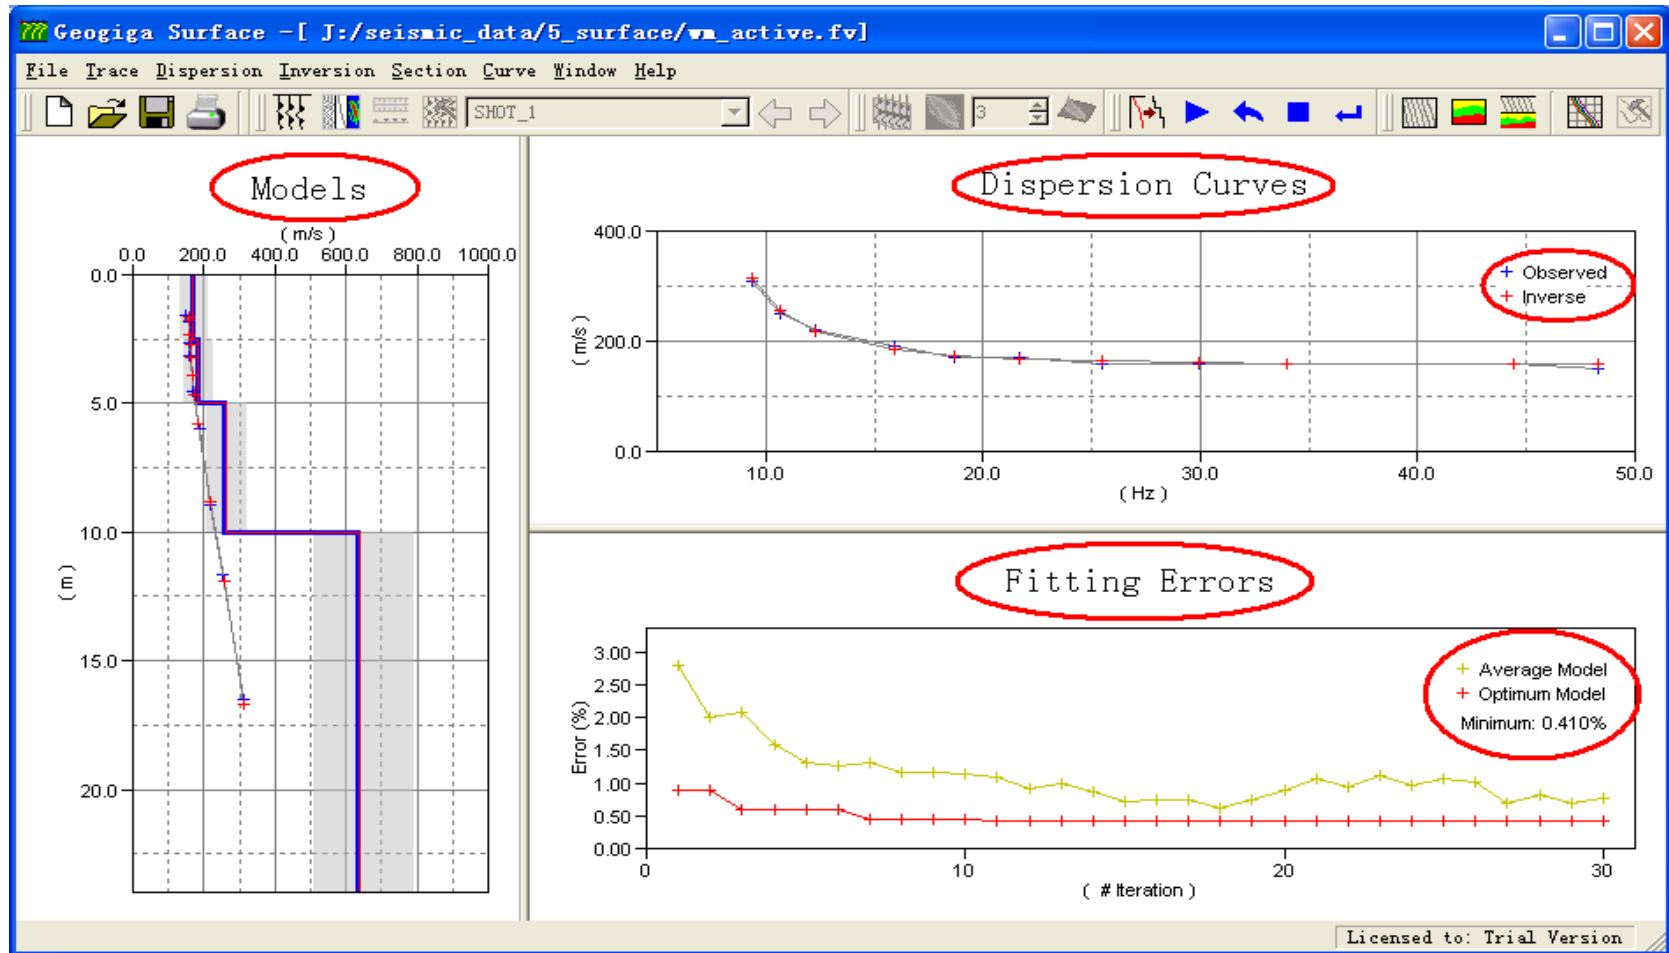 Geogiga Surface -[ J:/seismic_data/5_surface/wm_active.fv]
File Trace Dispersion Inversion Section Curve Window Help
SHOT_1
3
Models
( m/s )
0.0 200.0 400.0 600.0 800.0 1000.0
0.0
5.0
10.0
15.0
20.0
( m )
Dispersion Curves
400.0
200.0
0.0
( m/s )
+ Observed
+ Inverse
10.0 20.0 30.0 40.0 50.0
( Hz )
Fitting Errors
3.00
2.50
2.00
1.50
1.00
0.50
0.00
Error (%)
+ Average Model
+ Optimum Model
Minimum: 0.410%
0 10 20 30
( # Iteration )
Licensed to: Trial Version